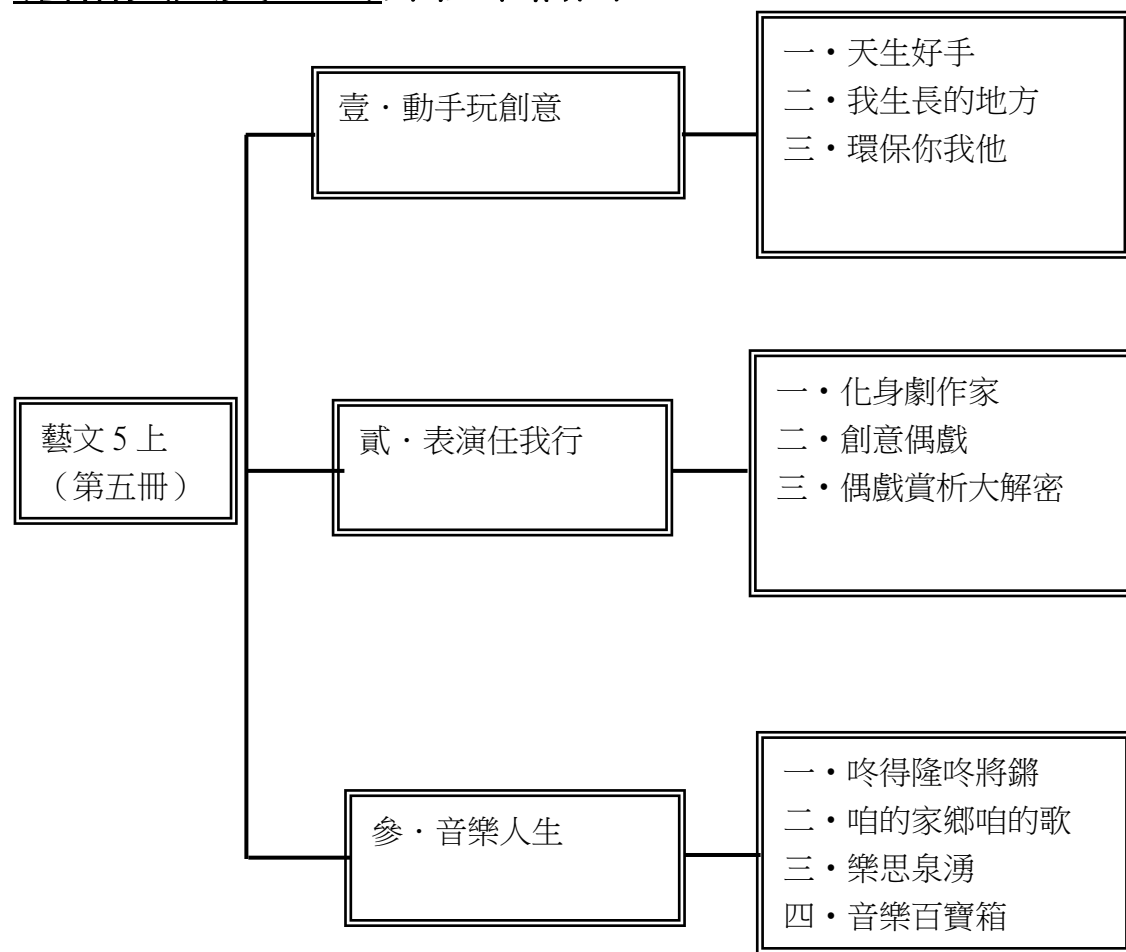 壹．動手玩創意
一・天生好手
二・我生長的地方
三・環保你我他
藝文 5 上
（第五冊）
貳．表演任我行
一・化身劇作家
二・創意偶戲
三・偶戲賞析大解密
參．音樂人生
一・咚得隆咚將鏘
二・咱的家鄉咱的歌
三・樂思泉湧
四・音樂百寶箱